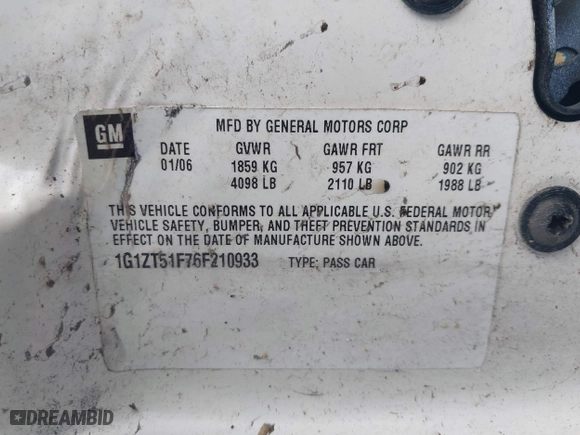 GM
MFD BY GENERAL MOTORS CORP
DATE GVWR GAWR FRT GAWR RR
01/06 1859 KG 957 KG 902 KG
4098 LB 2110 LB 1988 LB
THIS VEHICLE CONFORMS TO ALL APPLICABLE U.S. FEDERAL MOTOR
VEHICLE SAFETY, BUMPER, AND THEFT PREVENTION STANDARDS IN
EFFECT ON THE DATE OF MANUFACTURE SHOWN ABOVE.
1G1ZT51F76F210933 TYPE: PASS CAR
DREAMBID